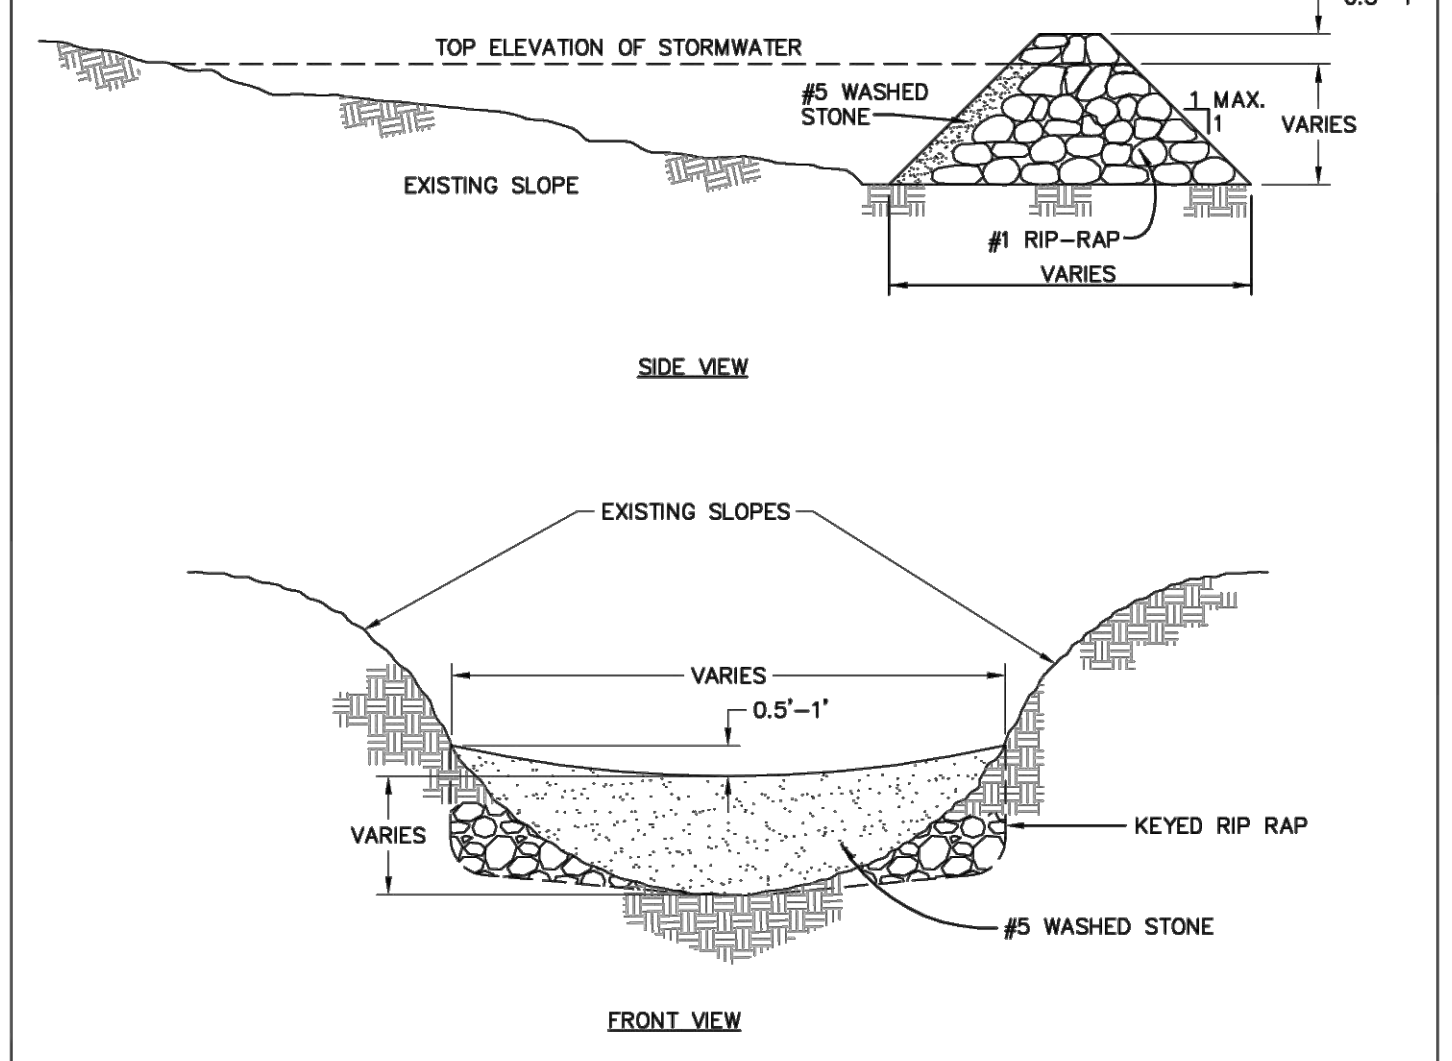 TOP ELEVATION OF STORMWATER
#5 WASHED
STONE
1 MAX.
1
VARIES
EXISTING SLOPE
#1 RIP-RAP
VARIES
SIDE VIEW
EXISTING SLOPES
VARIES
0.5'-1'
VARIES
KEYED RIP RAP
#5 WASHED STONE
FRONT VIEW